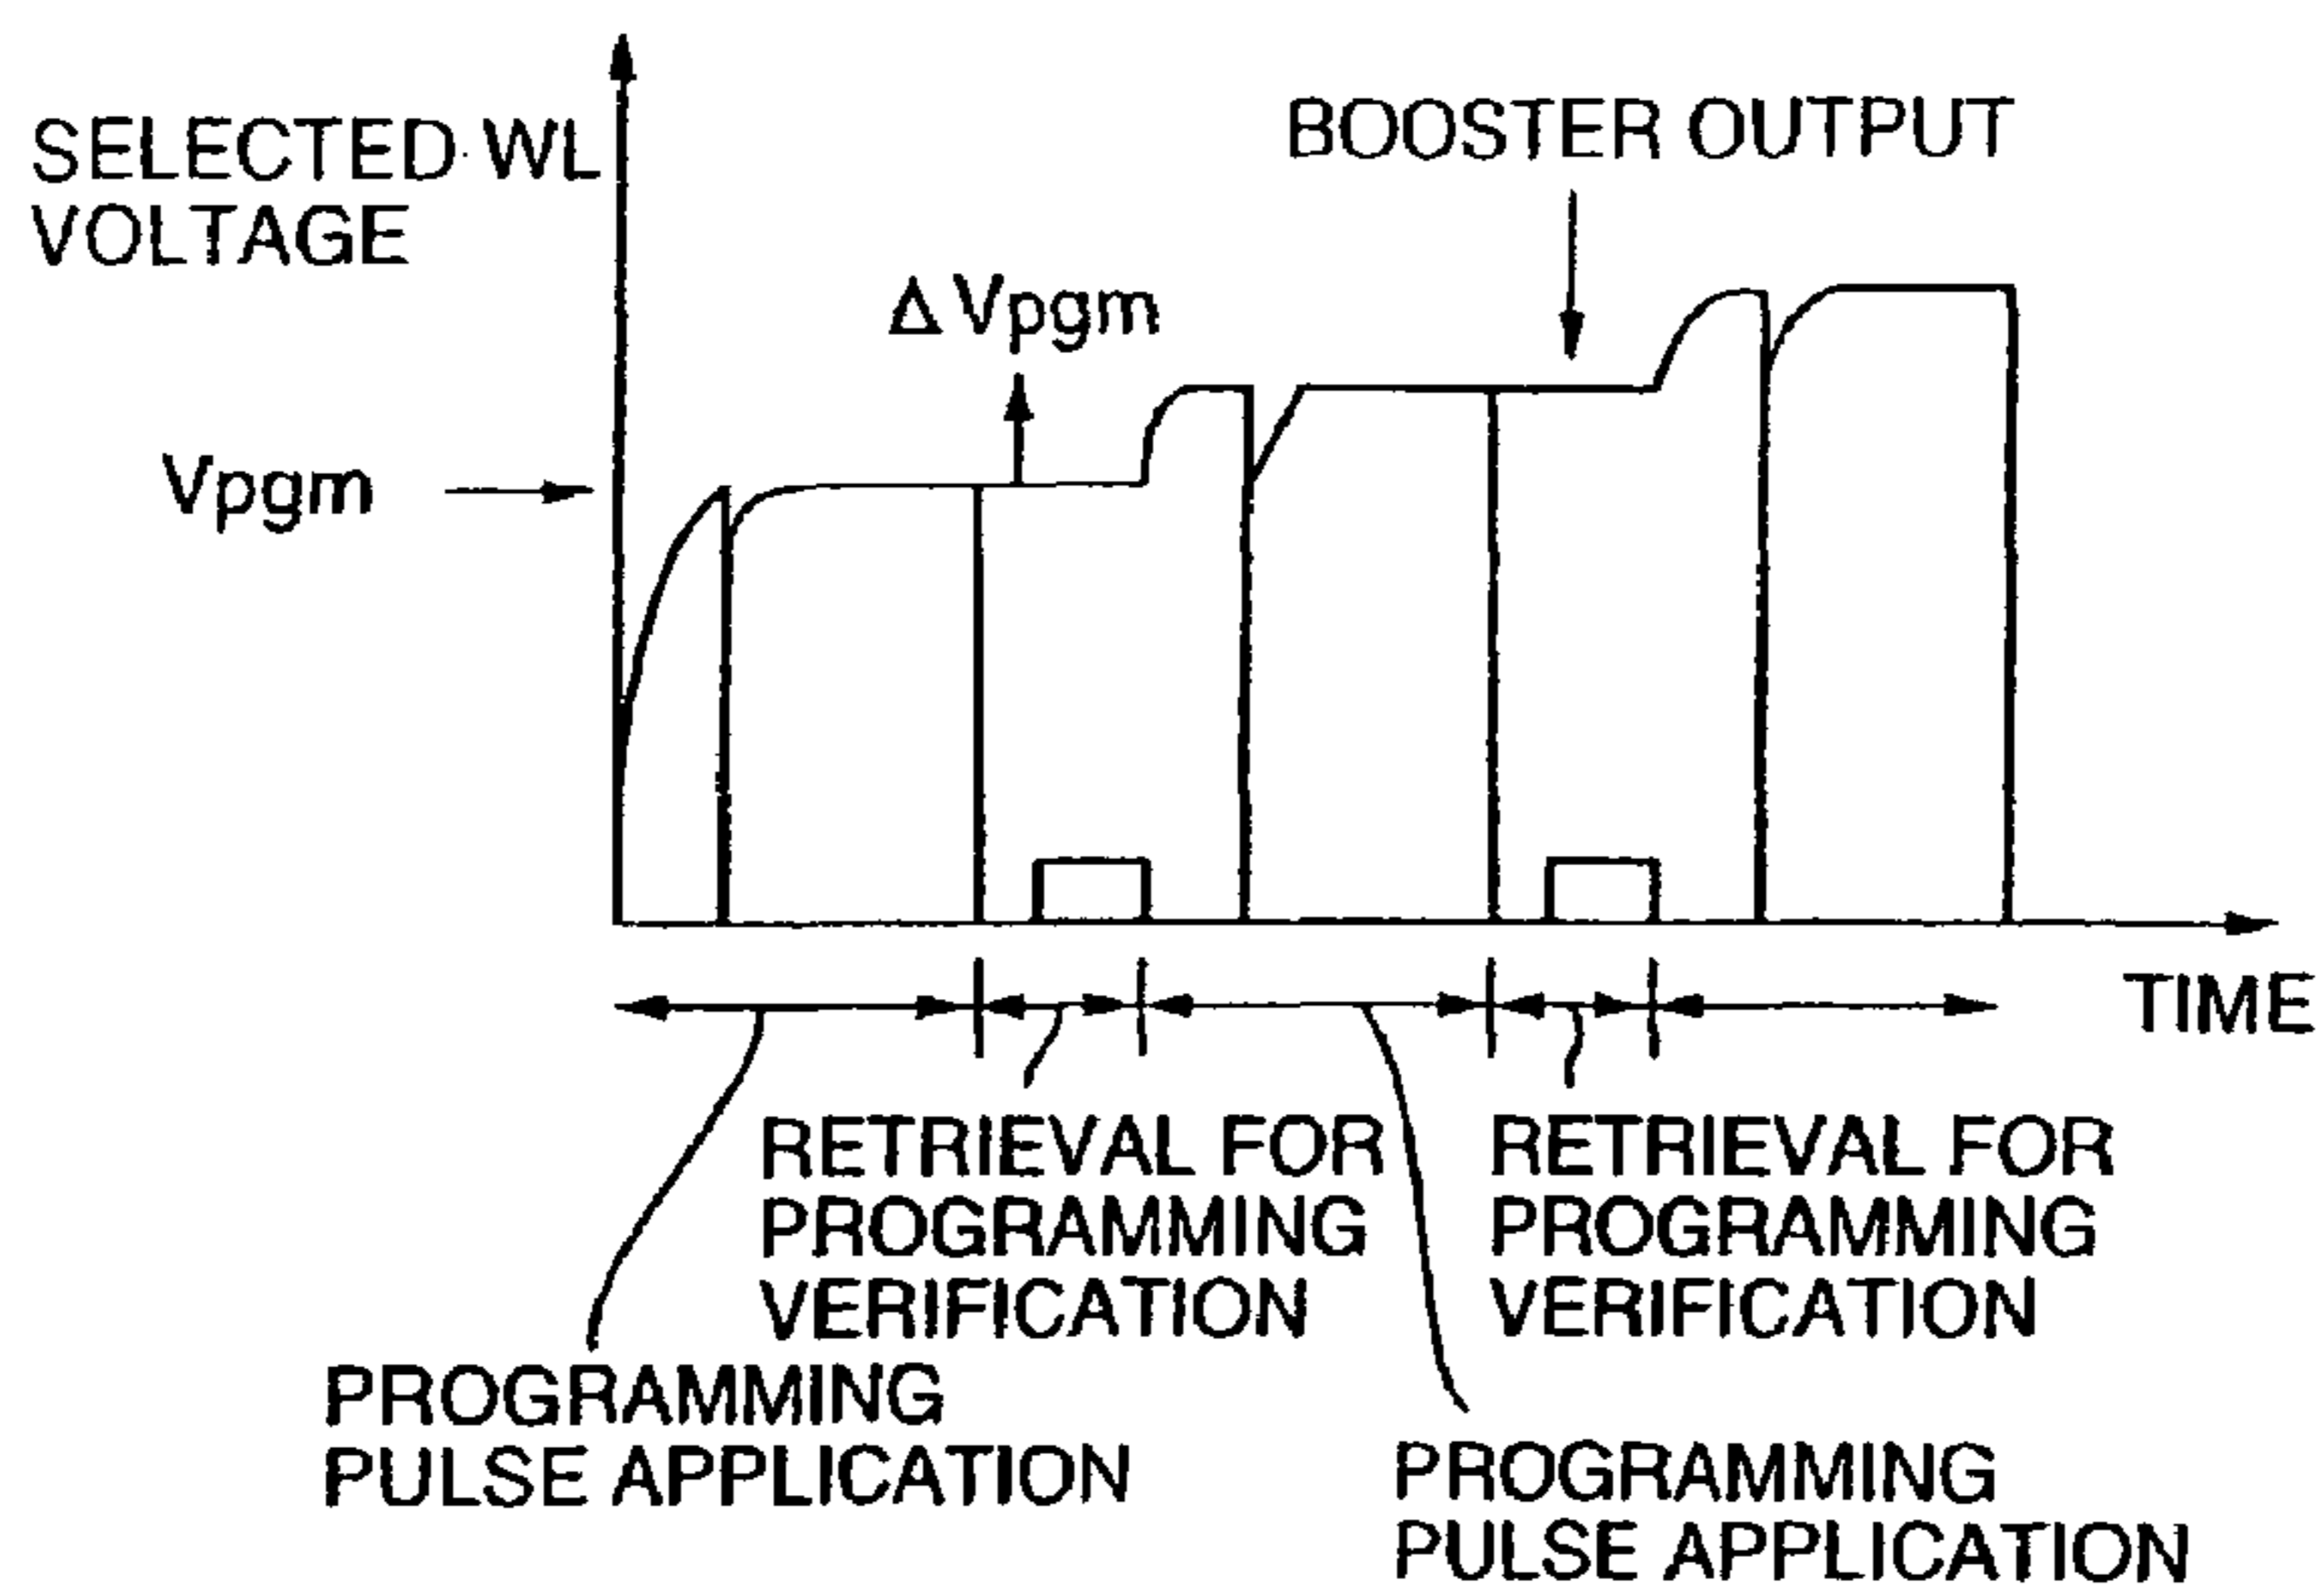 SELECTED WL
VOLTAGE
BOOSTER OUTPUT
Δ Vpgm
Vpgm
TIME
RETRIEVAL FOR
PROGRAMMING
VERIFICATION
RETRIEVAL FOR
PROGRAMMING
VERIFICATION
PROGRAMMING
PULSE APPLICATION
PROGRAMMING
PULSE APPLICATION